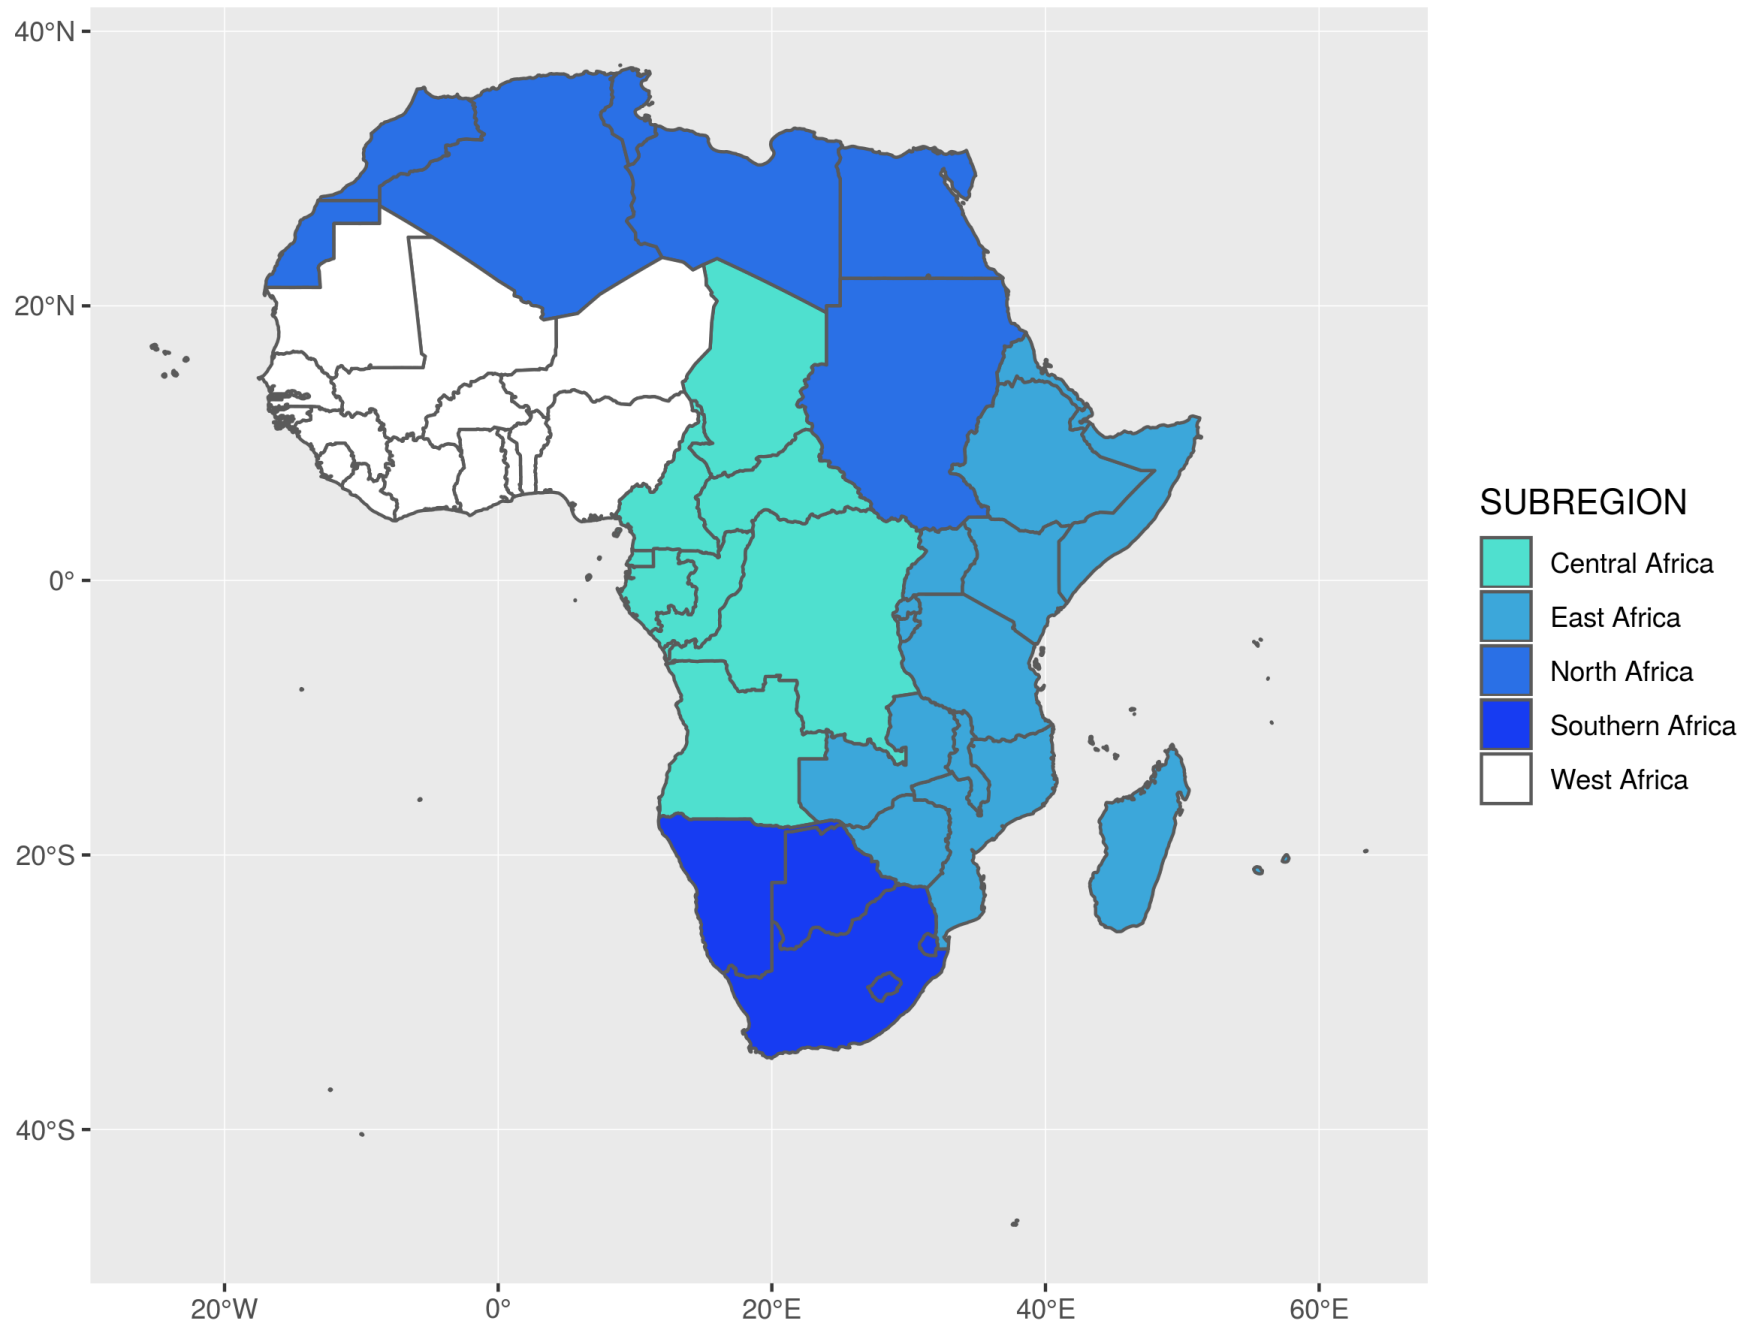 40°N
20°N
0°
20°S
40°S
20°W
0°
20°E
40°E
60°E
SUBREGION
Central Africa
East Africa
North Africa
Southern Africa
West Africa